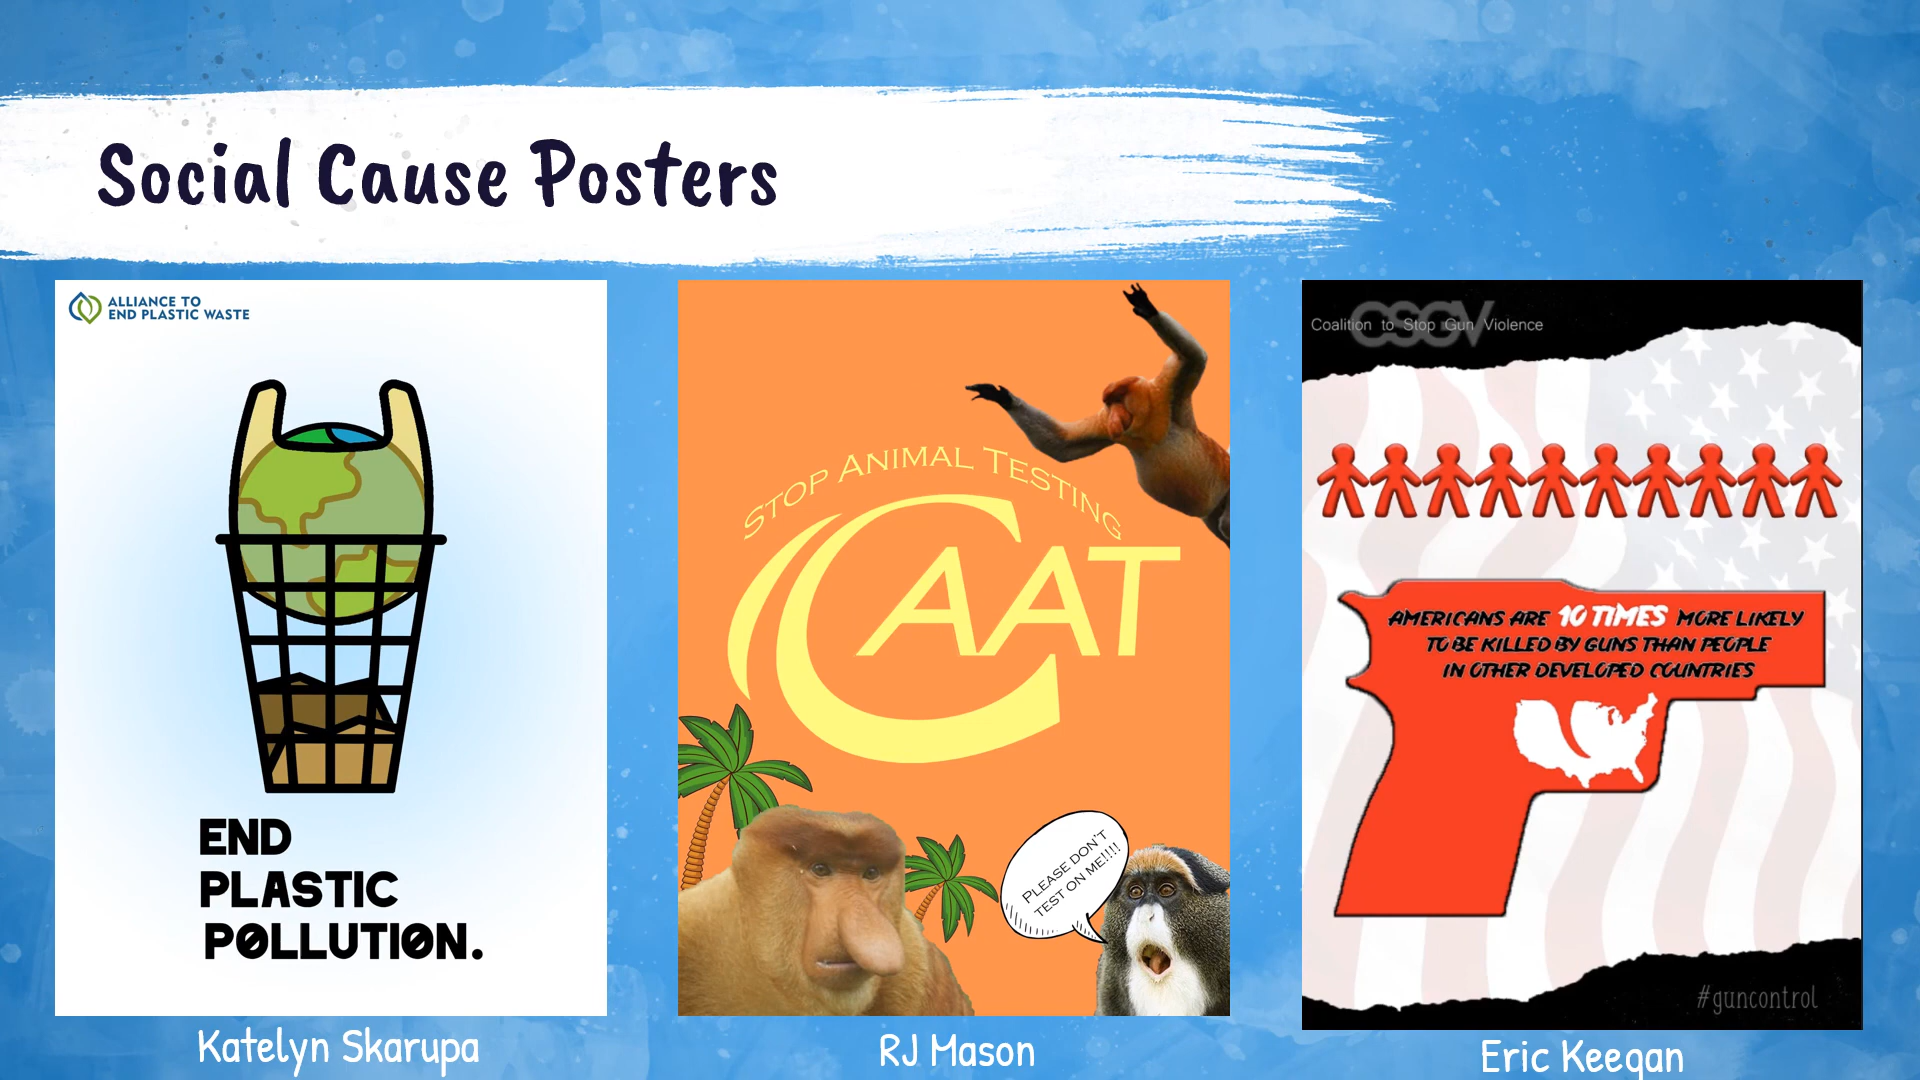 Social Cause Posters
ALLIANCE TO
END PLASTIC WASTE
END
PLASTIC
POLLUTION.
Katelyn Skarupa
STOP ANIMAL TESTING
CAAT
PLEASE DON'T
TEST ON ME!!!!
RJ Mason
CSGV
Coalition to Stop Gun Violence
AMERICANS ARE 10 TIMES MORE LIKELY
TO BE KILLED BY GUNS THAN PEOPLE
IN OTHER DEVELOPED COUNTRIES
#guncontrol
Eric Keegan